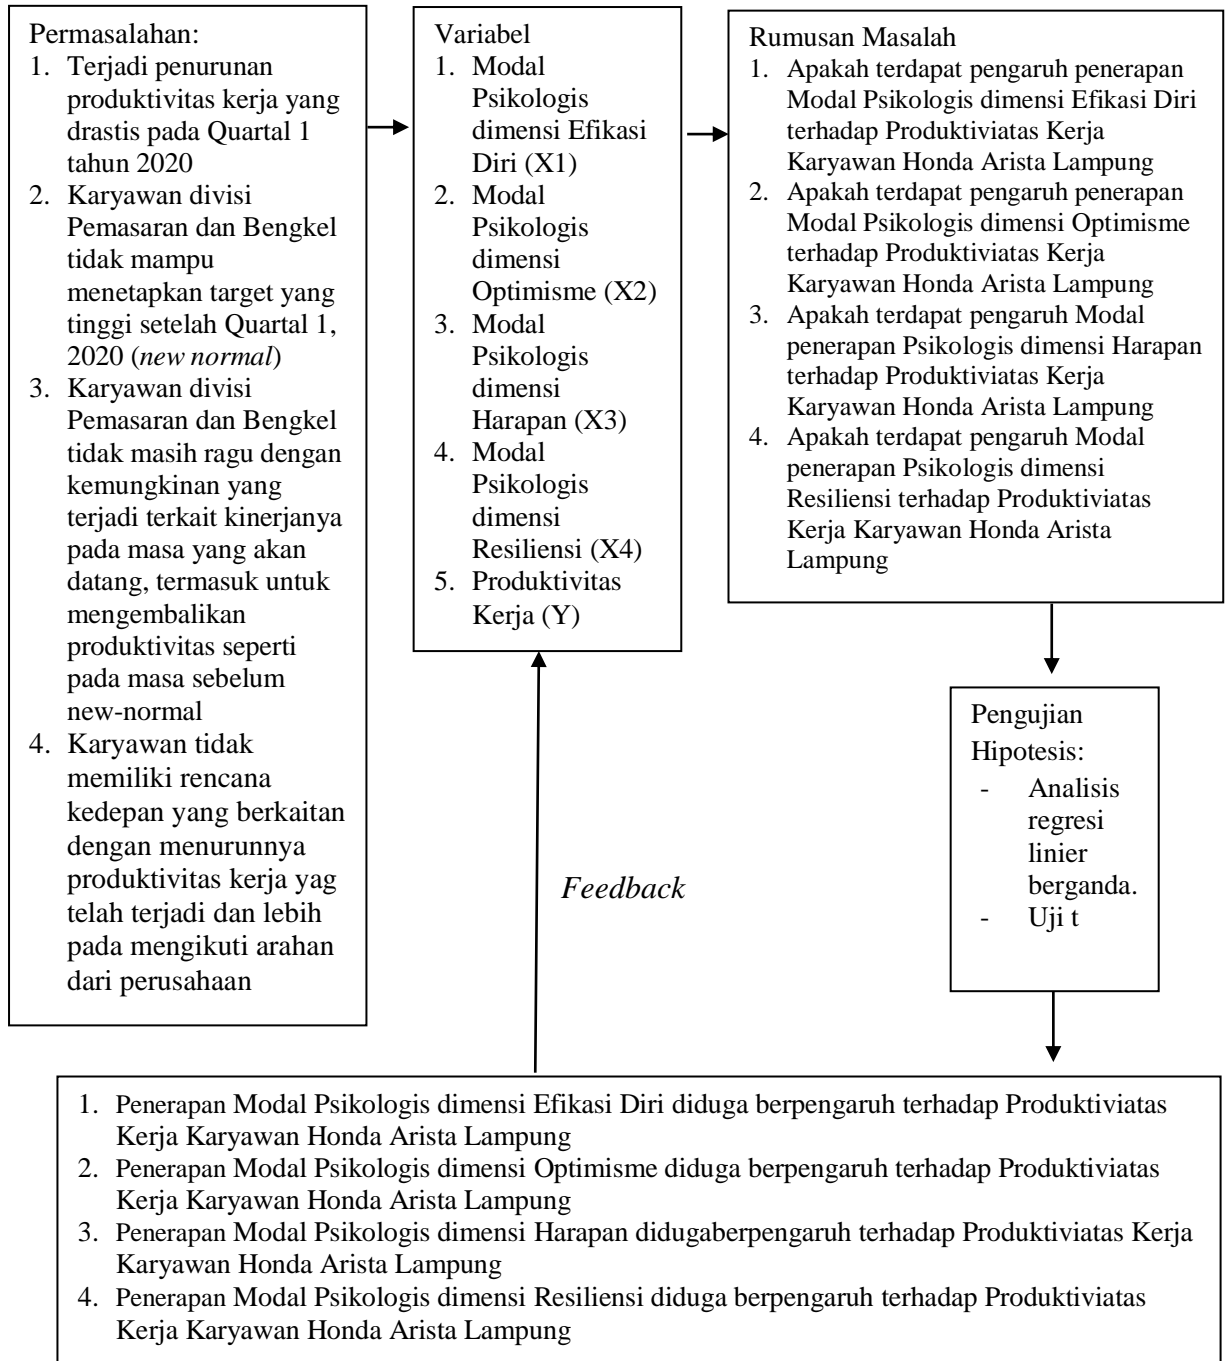 Permasalahan:
1. Terjadi penurunan
produktivitas kerja yang
drastis pada Quartal 1
tahun 2020
2. Karyawan divisi
Pemasaran dan Bengkel
tidak mampu
menetapkan target yang
tinggi setelah Quartal 1,
2020 (new normal)
3. Karyawan divisi
Pemasaran dan Bengkel
tidak masih ragu dengan
kemungkinan yang
terjadi terkait kinerjanya
pada masa yang akan
datang, termasuk untuk
mengembalikan
produktivitas seperti
pada masa sebelum
new-normal
4. Karyawan tidak
memiliki rencana
kedepan yang berkaitan
dengan menurunnya
produktivitas kerja yag
telah terjadi dan lebih
pada mengikuti arahan
dari perusahaan
Variabel
1. Modal
Psikologis
dimensi Efikasi
Diri (X1)
2. Modal
Psikologis
dimensi
Optimisme (X2)
3. Modal
Psikologis
dimensi
Harapan (X3)
4. Modal
Psikologis
dimensi
Resiliensi (X4)
5. Produktivitas
Kerja (Y)
Rumusan Masalah
1. Apakah terdapat pengaruh penerapan
Modal Psikologis dimensi Efikasi Diri
terhadap Produktiviatas Kerja
Karyawan Honda Arista Lampung
2. Apakah terdapat pengaruh penerapan
Modal Psikologis dimensi Optimisme
terhadap Produktiviatas Kerja
Karyawan Honda Arista Lampung
3. Apakah terdapat pengaruh Modal
penerapan Psikologis dimensi Harapan
terhadap Produktiviatas Kerja
Karyawan Honda Arista Lampung
4. Apakah terdapat pengaruh Modal
penerapan Psikologis dimensi
Resiliensi terhadap Produktiviatas
Kerja Karyawan Honda Arista
Lampung
Pengujian
Hipotesis:
- Analisis
regresi
linier
berganda.
- Uji t
Feedback
1. Penerapan Modal Psikologis dimensi Efikasi Diri diduga berpengaruh terhadap Produktiviatas
Kerja Karyawan Honda Arista Lampung
2. Penerapan Modal Psikologis dimensi Optimisme diduga berpengaruh terhadap Produktiviatas
Kerja Karyawan Honda Arista Lampung
3. Penerapan Modal Psikologis dimensi Harapan didugaberpengaruh terhadap Produktiviatas Kerja
Karyawan Honda Arista Lampung
4. Penerapan Modal Psikologis dimensi Resiliensi diduga berpengaruh terhadap Produktiviatas
Kerja Karyawan Honda Arista Lampung